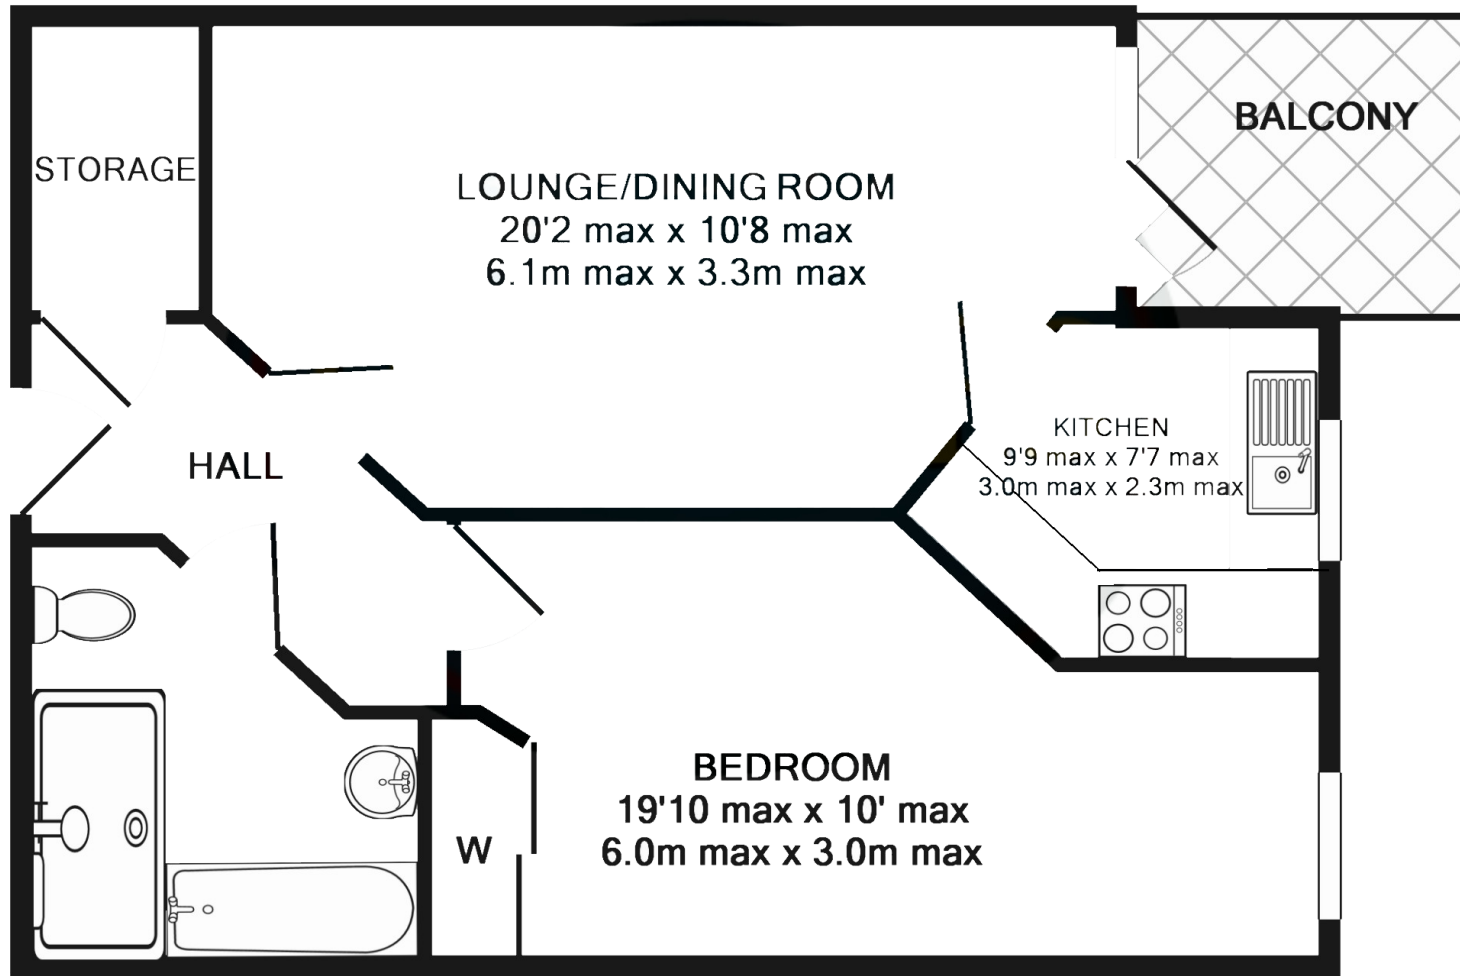 BALCONY
STORAGE
LOUNGE/DINING ROOM
20'2 max x 10'8 max
6.1m max x 3.3m max
KITCHEN
9'9 max x 7'7 max
3.0m max x 2.3m max
HALL
BEDROOM
19'10 max x 10' max
6.0m max x 3.0m max
W